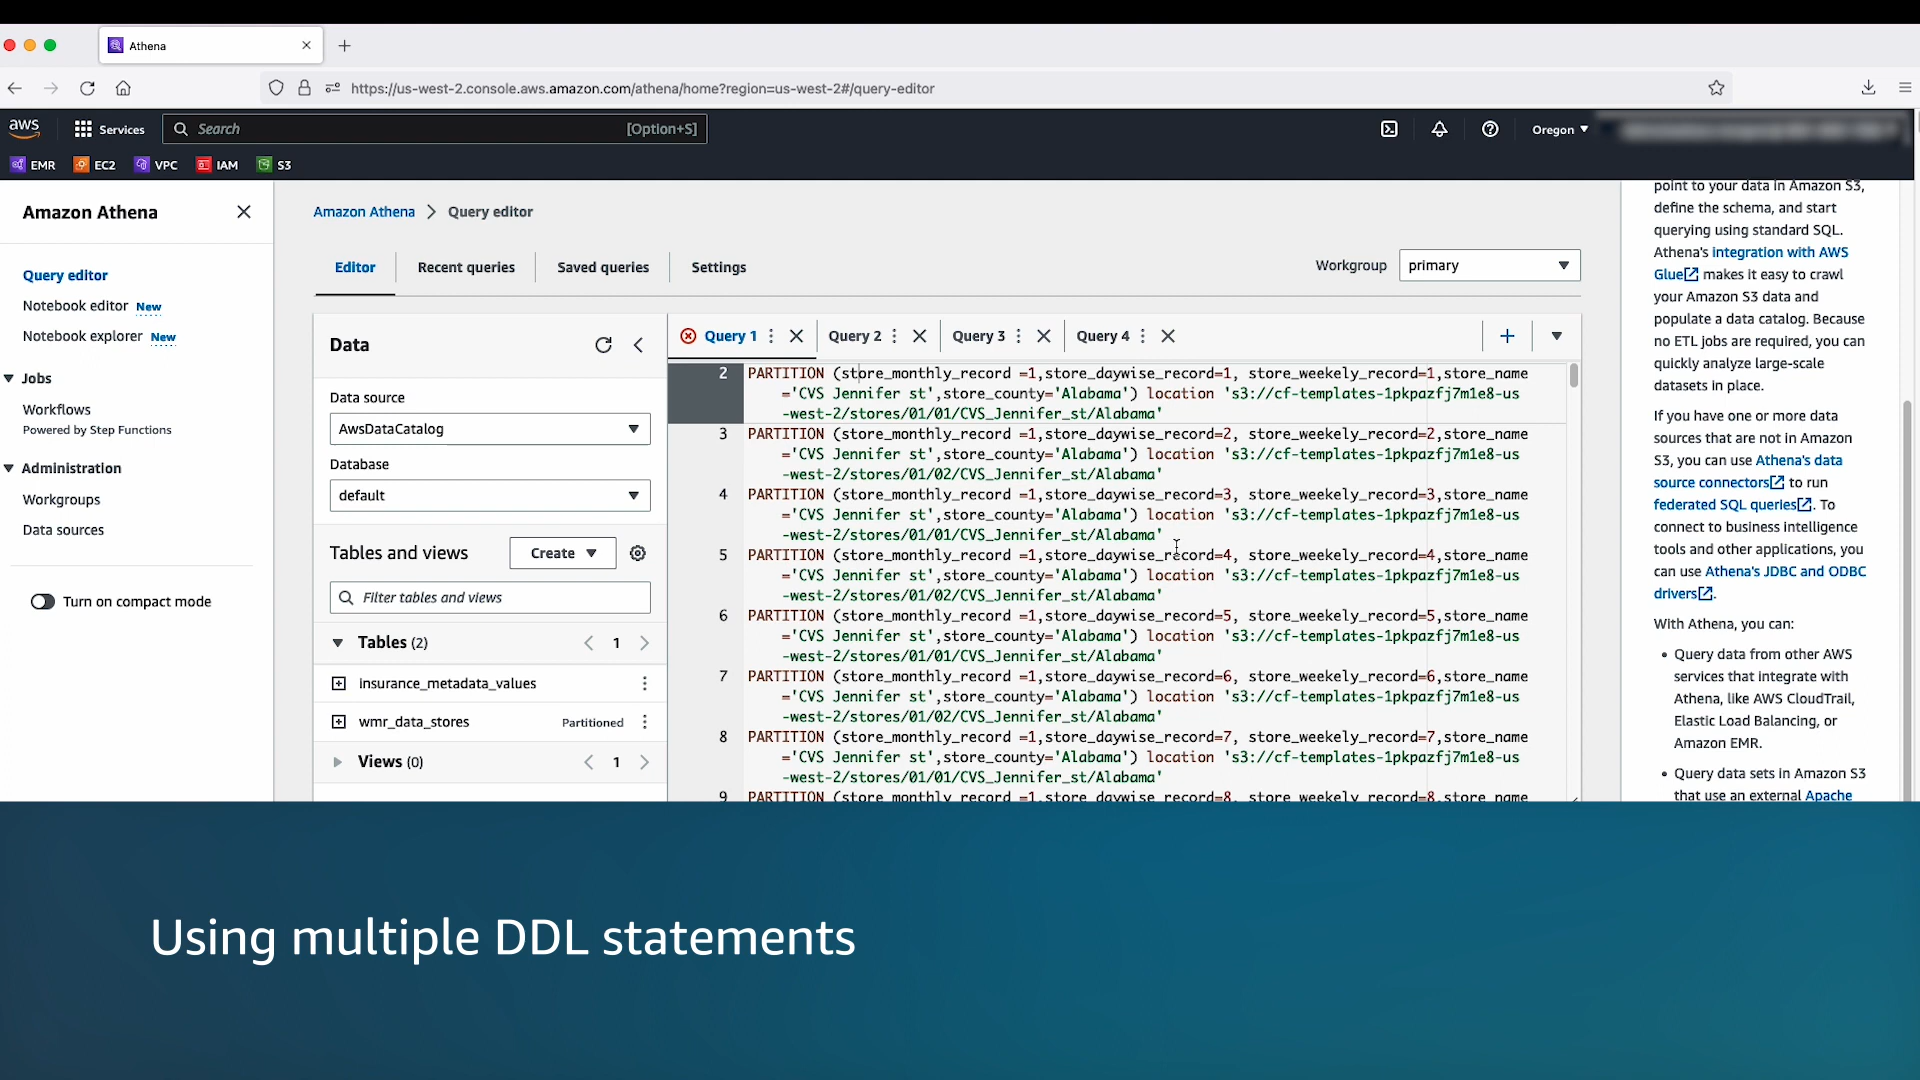 Athena
https://us-west-2.console.aws.amazon.com/athena/home?region=us-west-2#/query-editor
aws
Services
Search
[Option+S]
Oregon
EMR
EC2
VPC
IAM
S3
Amazon Athena
Query editor
Notebook editor New
Notebook explorer New
Jobs
Workflows
Powered by Step Functions
Administration
Workgroups
Data sources
Turn on compact mode
Amazon Athena > Query editor
Editor
Recent queries
Saved queries
Settings
Workgroup
primary
Data
Data source
AwsDataCatalog
Database
default
Tables and views
Create
Filter tables and views
Tables (2)
1
insurance_metadata_values
wmr_data_stores
Partitioned
Views (0)
1
Query 1
Query 2
Query 3
Query 4
2 PARTITION (store_monthly_record =1,store_daywise_record=1, store_weekely_record=1,store_name
='CVS Jennifer st',store_county='Alabama') location 's3://cf-templates-1pkpazfj7m1e8-us
-west-2/stores/01/01/CVS_Jennifer_st/Alabama'
3 PARTITION (store_monthly_record =1,store_daywise_record=2, store_weekely_record=2,store_name
='CVS Jennifer st',store_county='Alabama') location 's3://cf-templates-1pkpazfj7m1e8-us
-west-2/stores/01/02/CVS_Jennifer_st/Alabama'
4 PARTITION (store_monthly_record =1,store_daywise_record=3, store_weekely_record=3,store_name
='CVS Jennifer st',store_county='Alabama') location 's3://cf-templates-1pkpazfj7m1e8-us
-west-2/stores/01/01/CVS_Jennifer_st/Alabama'
5 PARTITION (store_monthly_record =1,store_daywise_record=4, store_weekely_record=4,store_name
='CVS Jennifer st',store_county='Alabama') location 's3://cf-templates-1pkpazfj7m1e8-us
-west-2/stores/01/02/CVS_Jennifer_st/Alabama'
6 PARTITION (store_monthly_record =1,store_daywise_record=5, store_weekely_record=5,store_name
='CVS Jennifer st',store_county='Alabama') location 's3://cf-templates-1pkpazfj7m1e8-us
-west-2/stores/01/01/CVS_Jennifer_st/Alabama'
7 PARTITION (store_monthly_record =1,store_daywise_record=6, store_weekely_record=6,store_name
='CVS Jennifer st',store_county='Alabama') location 's3://cf-templates-1pkpazfj7m1e8-us
-west-2/stores/01/02/CVS_Jennifer_st/Alabama'
8 PARTITION (store_monthly_record =1,store_daywise_record=7, store_weekely_record=7,store_name
='CVS Jennifer st',store_county='Alabama') location 's3://cf-templates-1pkpazfj7m1e8-us
-west-2/stores/01/01/CVS_Jennifer_st/Alabama'
9 PARTITION (store_monthly_record =1,store_daywise_record=8, store_weekely_record=8,store_name
point to your data in Amazon S3,
define the schema, and start
querying using standard SQL.
Athena's integration with AWS
Glue makes it easy to crawl
your Amazon S3 data and
populate a data catalog. Because
no ETL jobs are required, you can
quickly analyze large-scale
datasets in place.
If you have one or more data
sources that are not in Amazon
S3, you can use Athena's data
source connectors to run
federated SQL queries. To
connect to business intelligence
tools and other applications, you
can use Athena's JDBC and ODBC
drivers.
With Athena, you can:
• Query data from other AWS
services that integrate with
Athena, like AWS CloudTrail,
Elastic Load Balancing, or
Amazon EMR.
• Query data sets in Amazon S3
that use an external Apache
Using multiple DDL statements